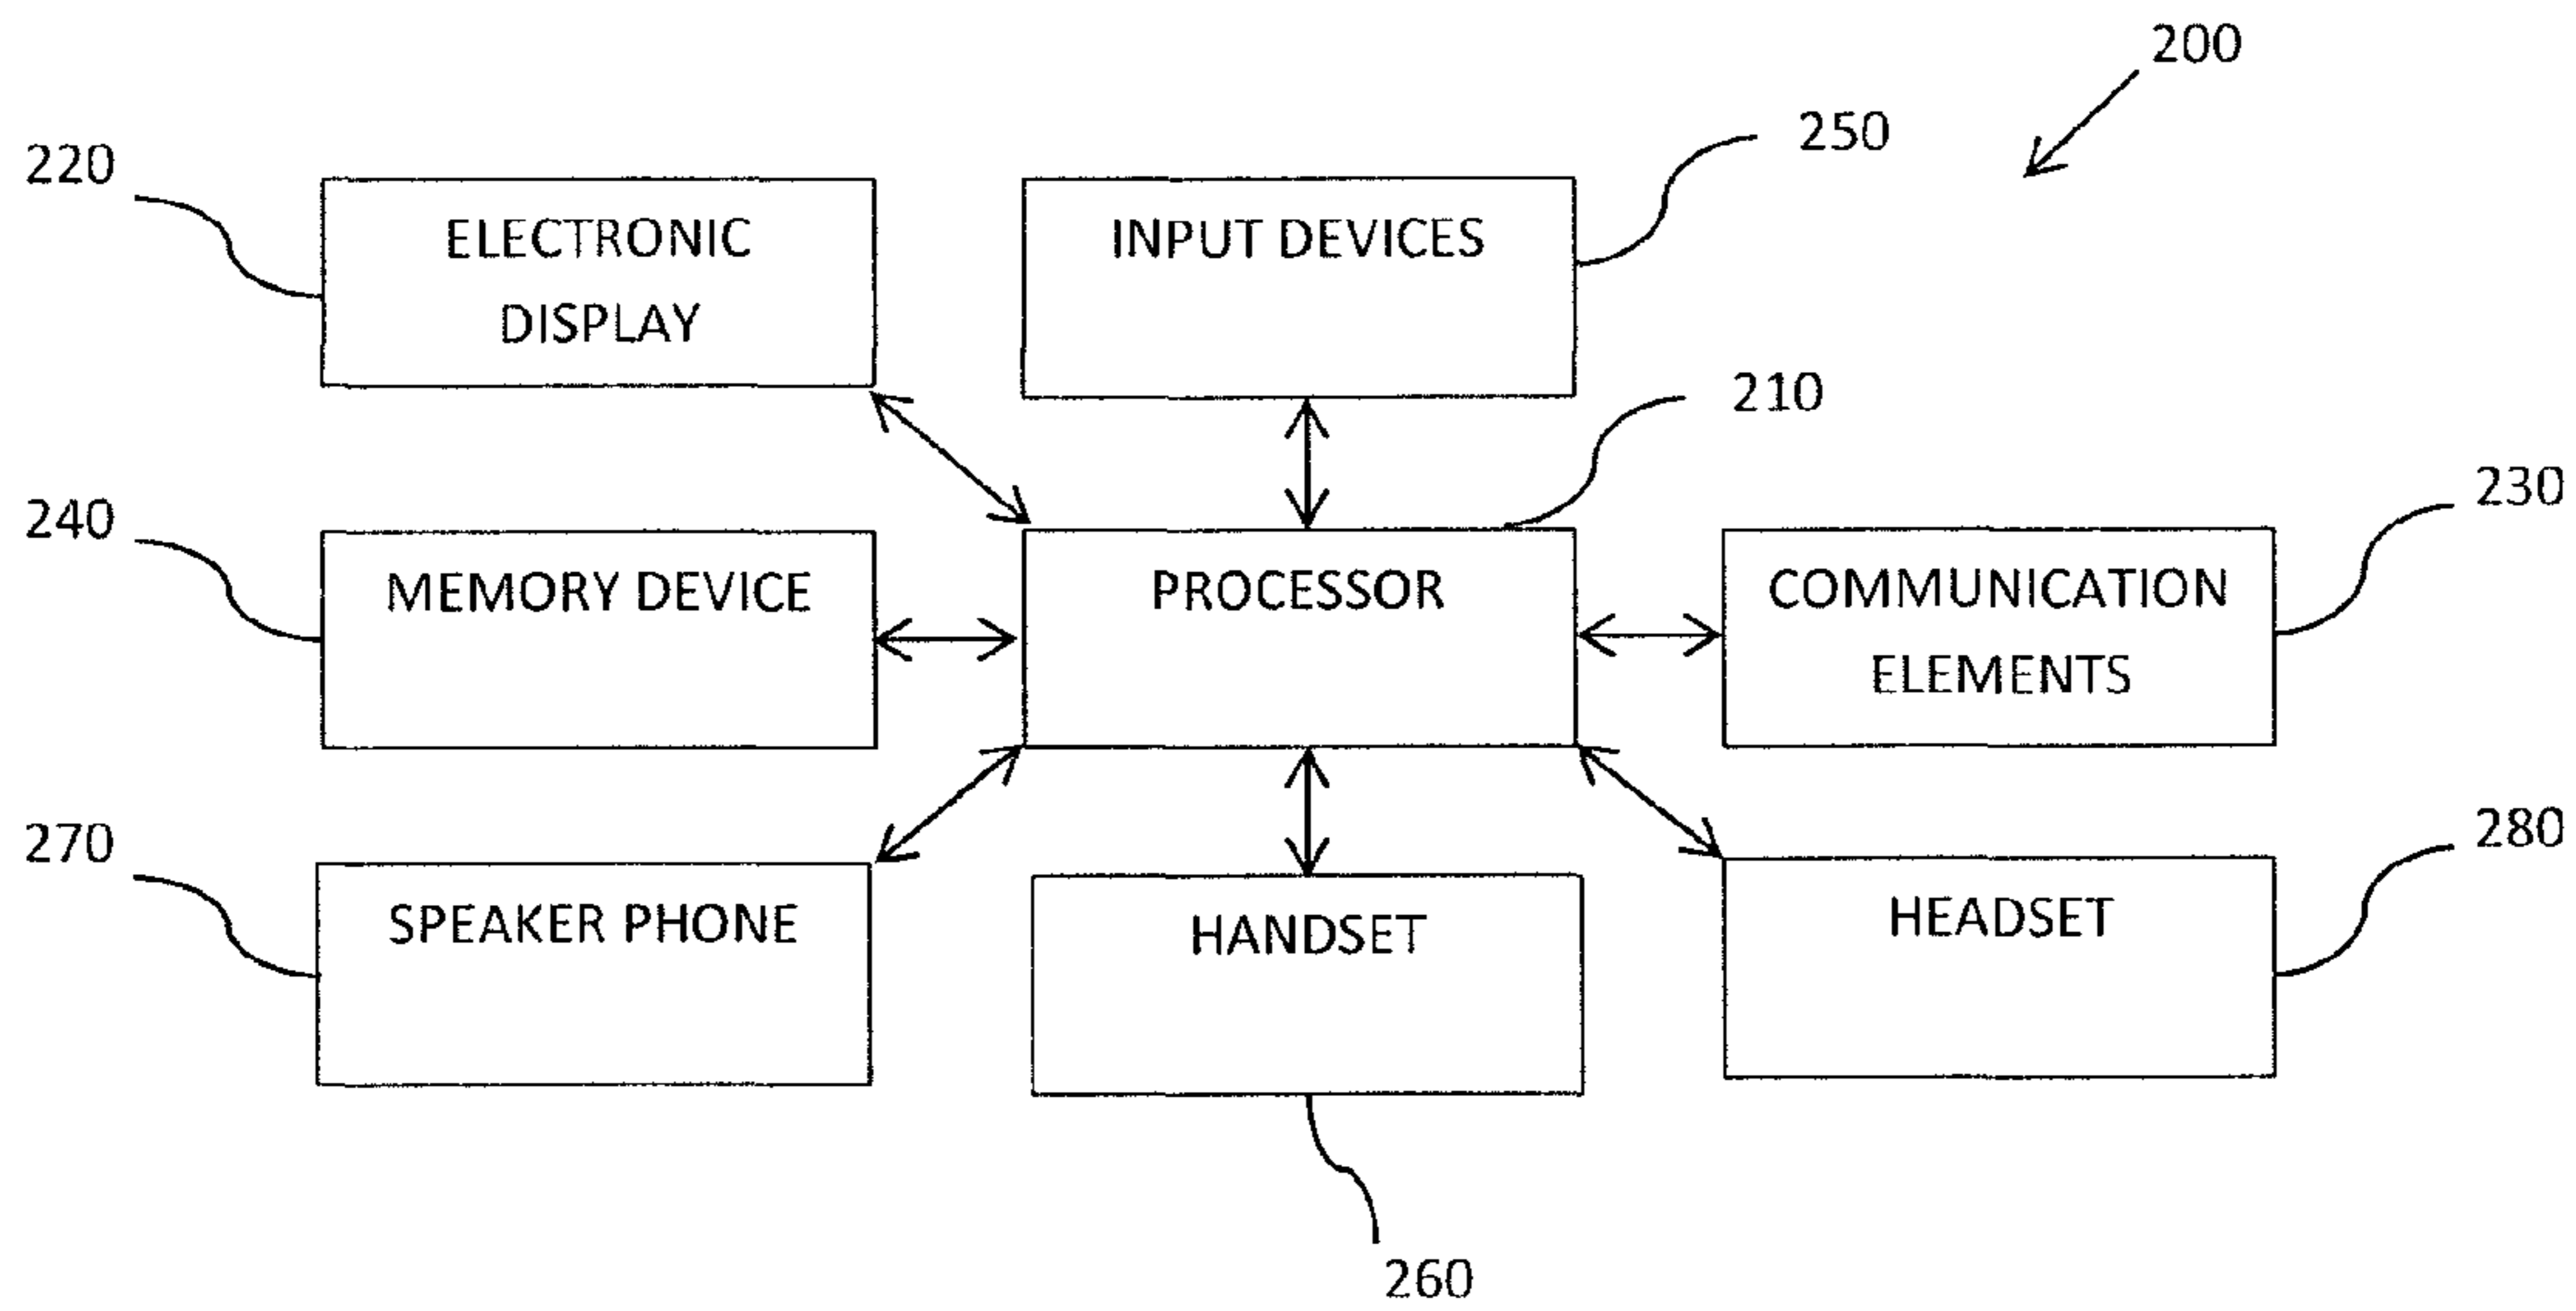 200
250
220
ELECTRONIC
DISPLAY
INPUT DEVICES
210
230
240
MEMORY DEVICE
PROCESSOR
COMMUNICATION
ELEMENTS
270
280
SPEAKER PHONE
HANDSET
HEADSET
260